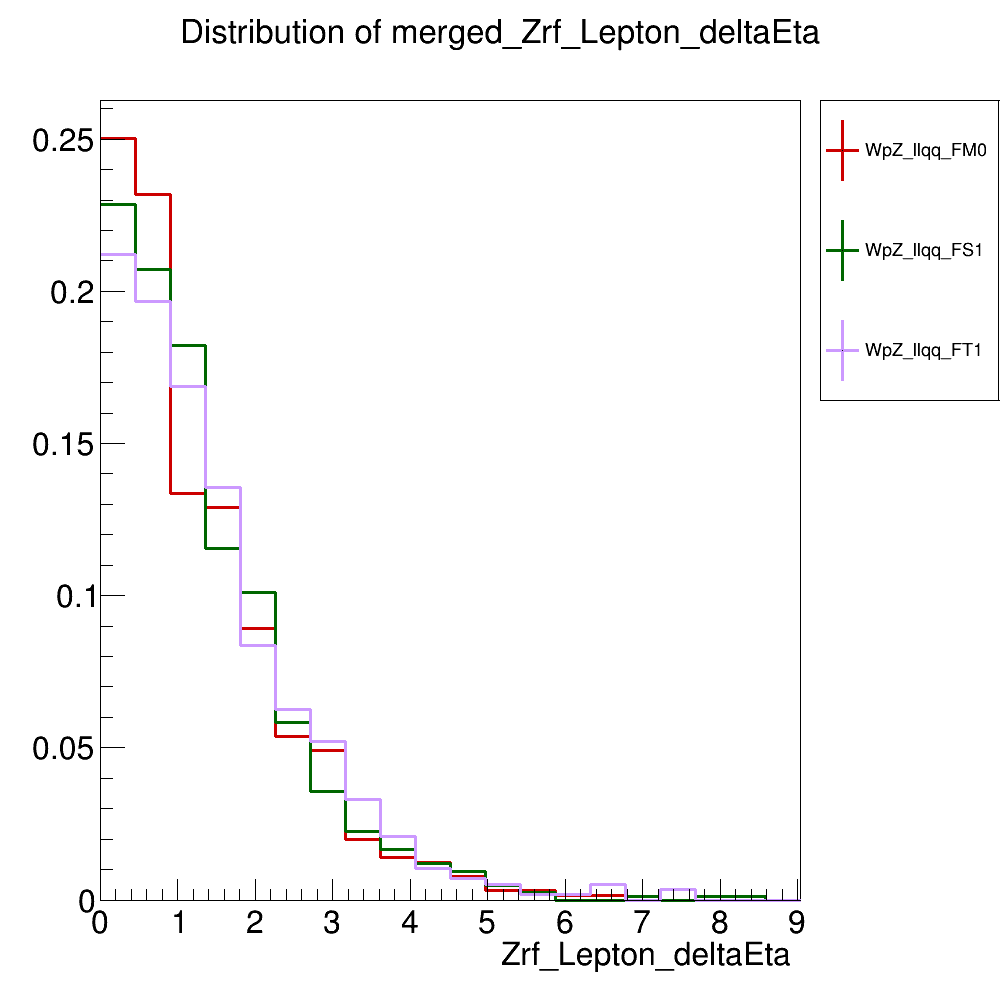 Distribution of merged_Zrf_Lepton_deltaEta
0.25
0.2
0.15
0.1
0.05
0
0 1 2 3 4 5 6 7 8 9
Zrf_Lepton_deltaEta
WpZ_llqq_FM0
WpZ_llqq_FS1
WpZ_llqq_FT1